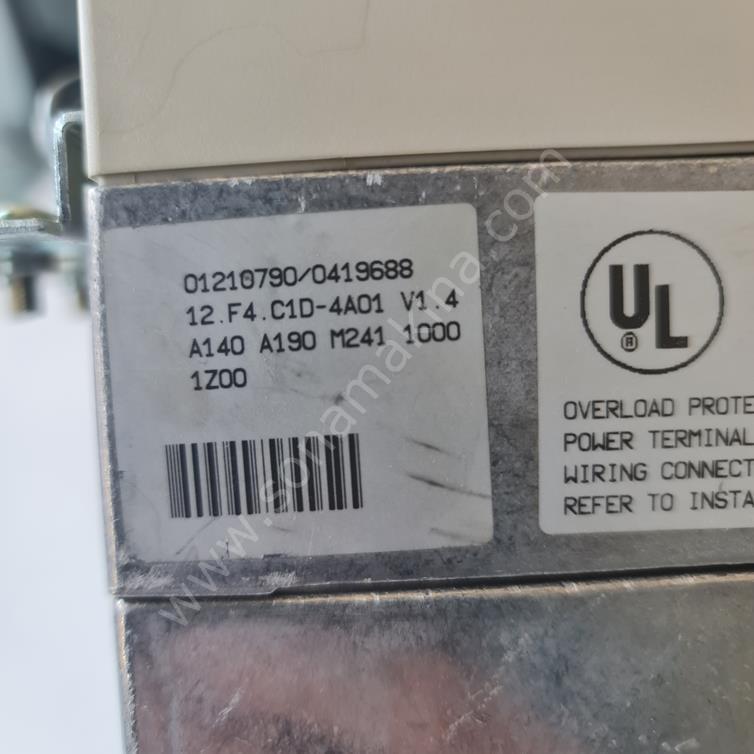 01210790/0419688
12.F4.C1D-4A01 V1.4
A140 A190 M241 1000
1Z00
UL
®
OVERLOAD PROTE
POWER TERMINAL
WIRING CONNECT
REFER TO INSTA
www.sonamakina.com